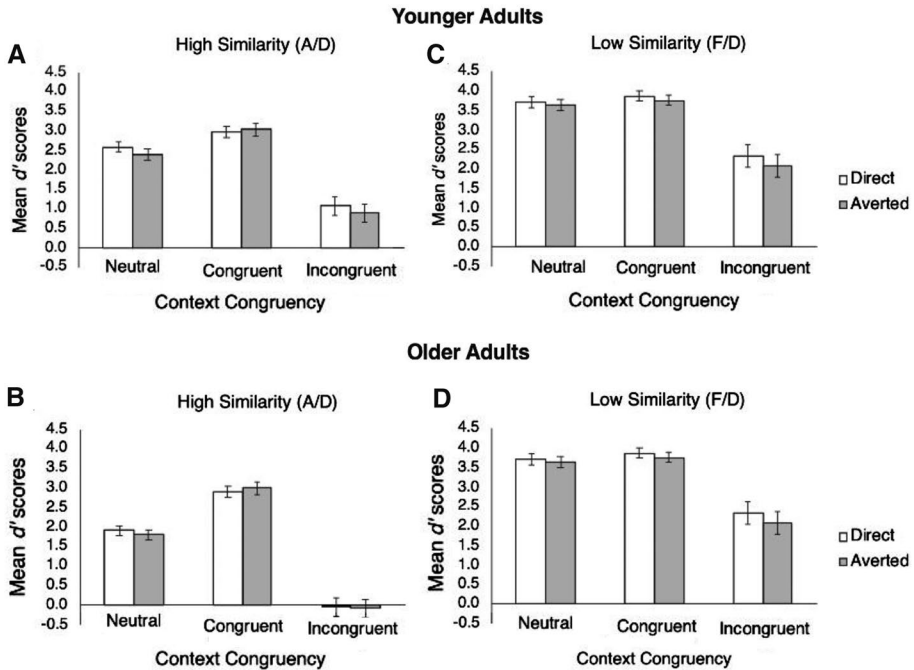 Younger Adults
A
High Similarity (A/D)
Mean d' scores
4.5
4.0
3.5
3.0
2.5
2.0
1.5
1.0
0.5
0.0
-0.5
Neutral Congruent Incongruent
Context Congruency
C
Low Similarity (F/D)
Mean d' scores
4.5
4.0
3.5
3.0
2.5
2.0
1.5
1.0
0.5
0.0
-0.5
Neutral Congruent Incongruent
Context Congruency
Direct
Averted
Older Adults
B
High Similarity (A/D)
Mean d' scores
4.5
4.0
3.5
3.0
2.5
2.0
1.5
1.0
0.5
0.0
-0.5
Neutral Congruent Incongruent
Context Congruency
D
Low Similarity (F/D)
Mean d' scores
4.5
4.0
3.5
3.0
2.5
2.0
1.5
1.0
0.5
0.0
-0.5
Neutral Congruent Incongruent
Context Congruency
Direct
Averted